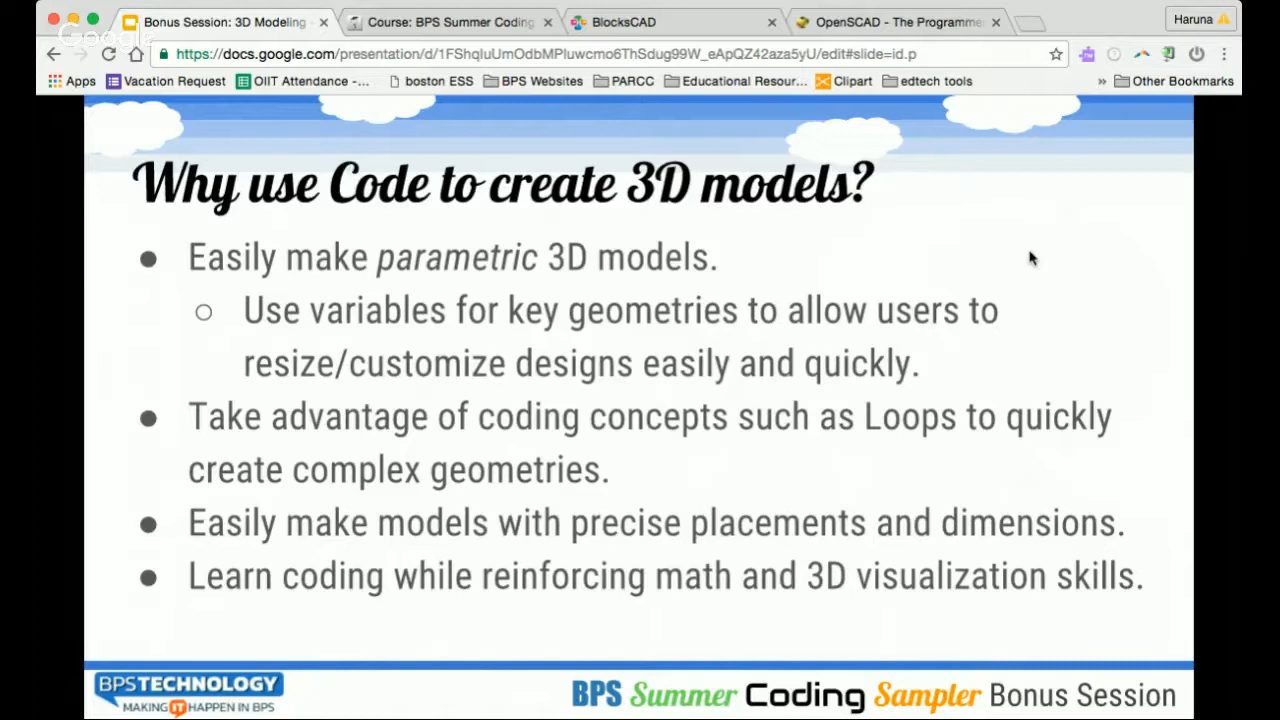 Bonus Session: 3D Modeling - Course: BPS Summer Coding BlocksCAD OpenSCAD - The Programme Haruna
Google
https://docs.google.com/presentation/d/1FShqluUmOdbMPluwcmo6ThSdug99W_eApQZ42aza5yU/edit#slide=id.p
Apps Vacation Request OIIT Attendance -... boston ESS BPS Websites PARCC Educational Resour... Clipart edtech tools » Other Bookmarks
Why use Code to create 3D models?
● Easily make parametric 3D models.
○ Use variables for key geometries to allow users to
resize/customize designs easily and quickly.
● Take advantage of coding concepts such as Loops to quickly
create complex geometries.
● Easily make models with precise placements and dimensions.
● Learn coding while reinforcing math and 3D visualization skills.
BPSTECHNOLOGY
MAKING IT HAPPEN IN BPS
BPS Summer Coding Sampler Bonus Session